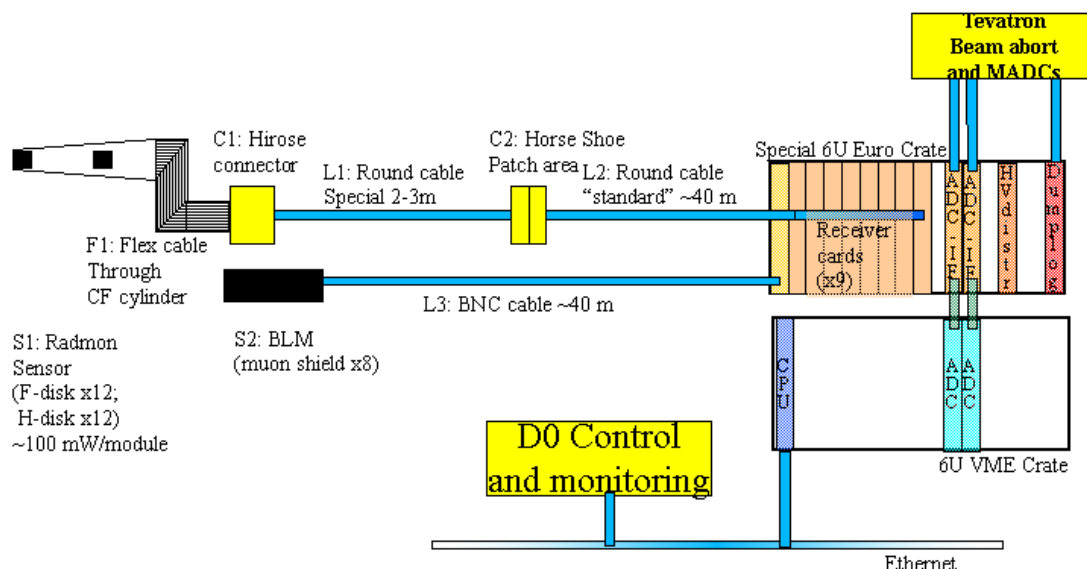 Tevatron
Beam abort
and MADCs
C1: Hirose
connector
C2: Horse Shoe
Patch area
Special 6U Euro Crate
L1: Round cable
Special 2-3m
L2: Round cable
“standard” ~40 m
ADC-IF
ADC-IF
HVdistr
Dumplog
Receiver
cards
(x9)
F1: Flex cable
Through
CF cylinder
L3: BNC cable ~40 m
S1: Radmon
Sensor
(F-disk x12;
H-disk x12)
~100 mW/module
S2: BLM
(muon shield x8)
CPU
ADC
ADC
6U VME Crate
D0 Control
and monitoring
Ethernet